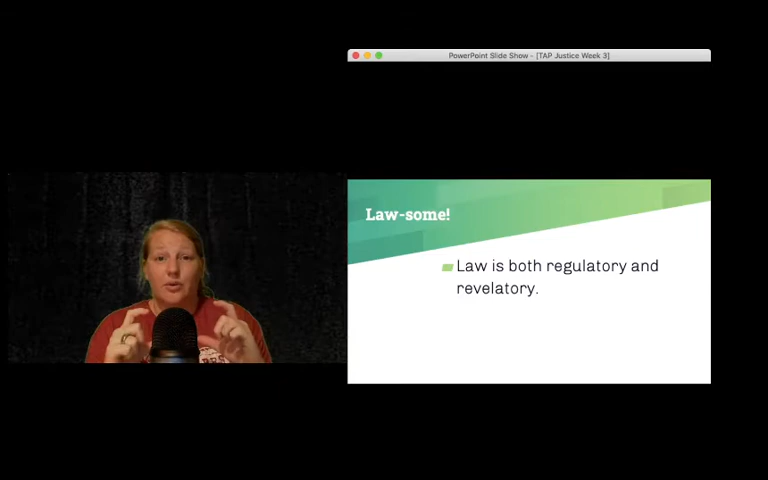 PowerPoint Slide Show - [TAP Justice Week 3]
Law-some!
Law is both regulatory and
revelatory.